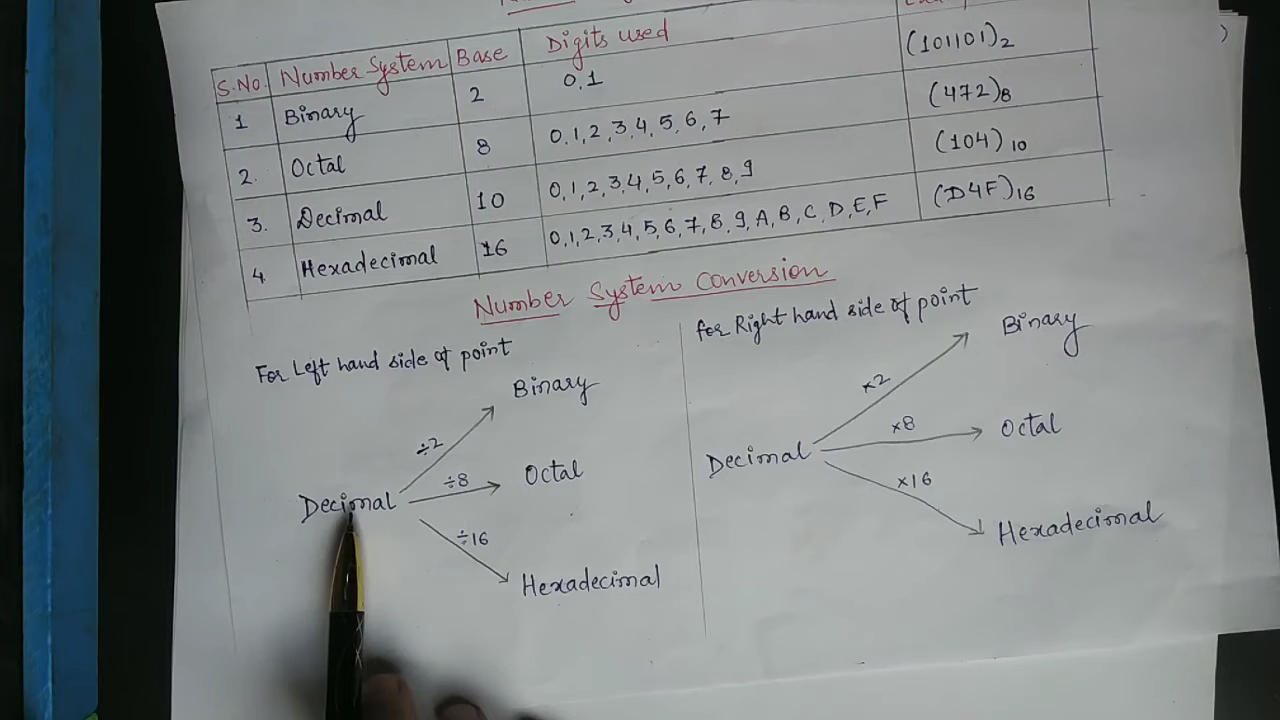 S.No. Number System Base Digits used
1 Binary 2 0,1 (101101)2
2. Octal 8 0,1,2,3,4,5,6,7 (472)8
3. Decimal 10 0,1,2,3,4,5,6,7,8,9 (104)10
4 Hexadecimal 16 0,1,2,3,4,5,6,7,8,9,A,B,C,D,E,F (D4F)16
Number System Conversion
For Left hand side of point
Binary
÷2
Decimal ÷8 Octal
÷16
Hexadecimal
for Right hand side of point
Binary
×2
Decimal ×8 Octal
×16
Hexadecimal